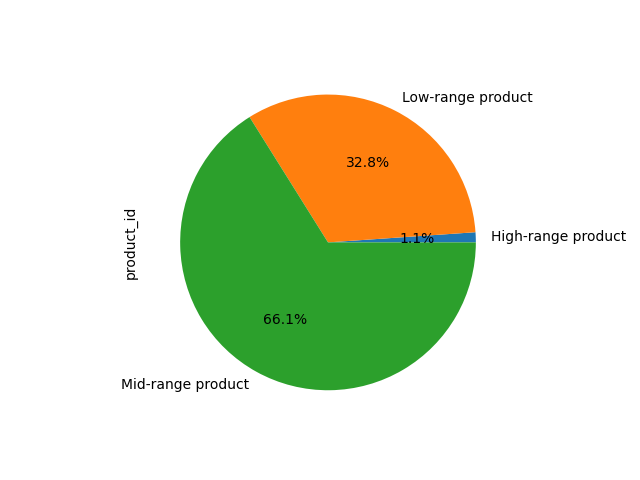 Low-range product
32.8%
product_id
1.1%
High-range product
66.1%
Mid-range product